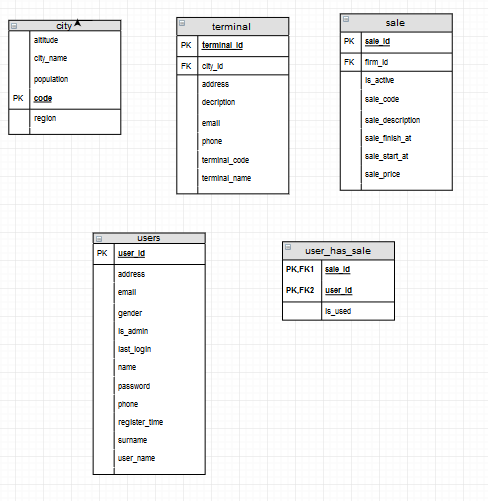 city
altitude
city_name
population
PK code
region
terminal
PK terminal_id
FK city_id
address
decription
email
phone
terminal_code
terminal_name
sale
PK sale_id
FK firm_id
is_active
sale_code
sale_description
sale_finish_at
sale_start_at
sale_price
users
PK user_id
address
email
gender
is_admin
last_login
name
password
phone
register_time
surname
user_name
user_has_sale
PK,FK1 sale_id
PK,FK2 user_id
is_used